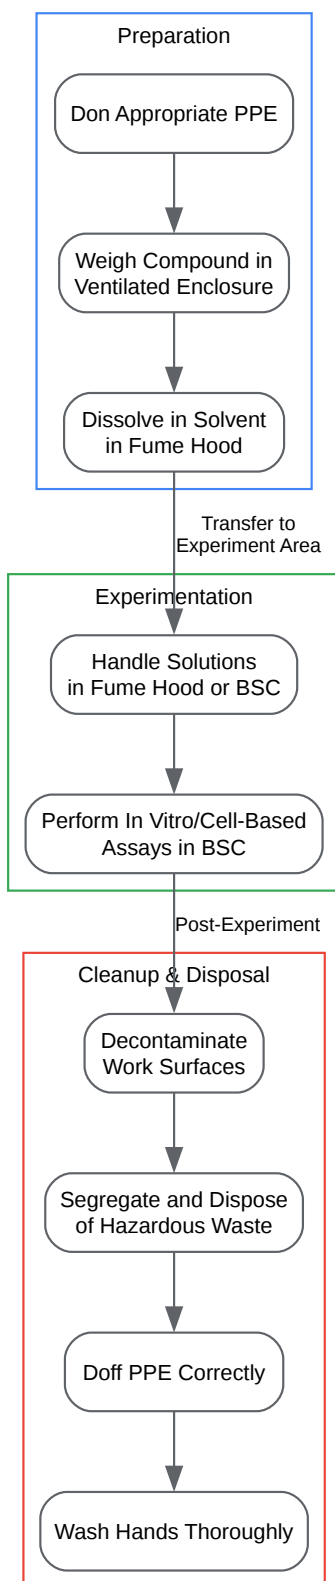 Preparation
Don Appropriate PPE
Weigh Compound in
Ventilated Enclosure
Dissolve in Solvent
in Fume Hood
Transfer to
Experiment Area
Experimentation
Handle Solutions
in Fume Hood or BSC
Perform In Vitro/Cell-Based
Assays in BSC
Post-Experiment
Cleanup & Disposal
Decontaminate
Work Surfaces
Segregate and Dispose
of Hazardous Waste
Doff PPE Correctly
Wash Hands Thoroughly